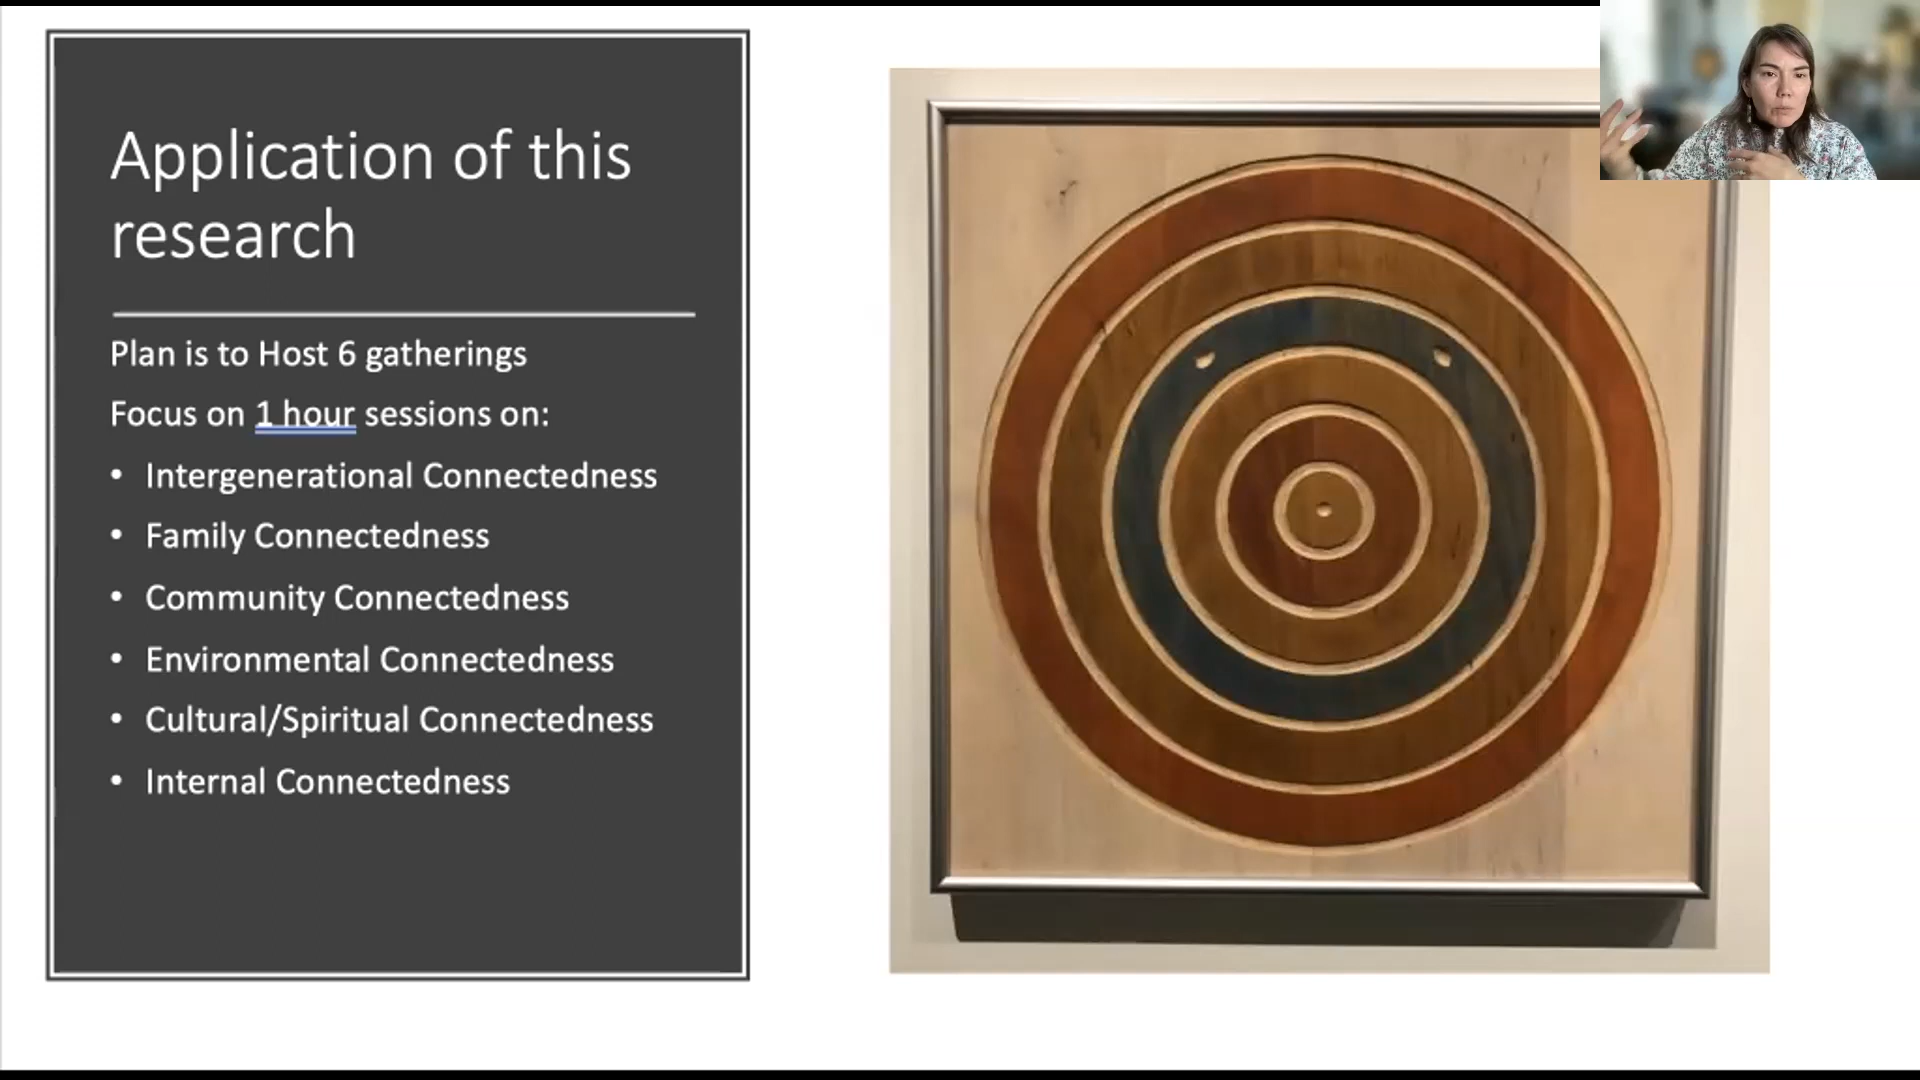 Application of this
research
Plan is to Host 6 gatherings
Focus on 1 hour sessions on:
• Intergenerational Connectedness
• Family Connectedness
• Community Connectedness
• Environmental Connectedness
• Cultural/Spiritual Connectedness
• Internal Connectedness